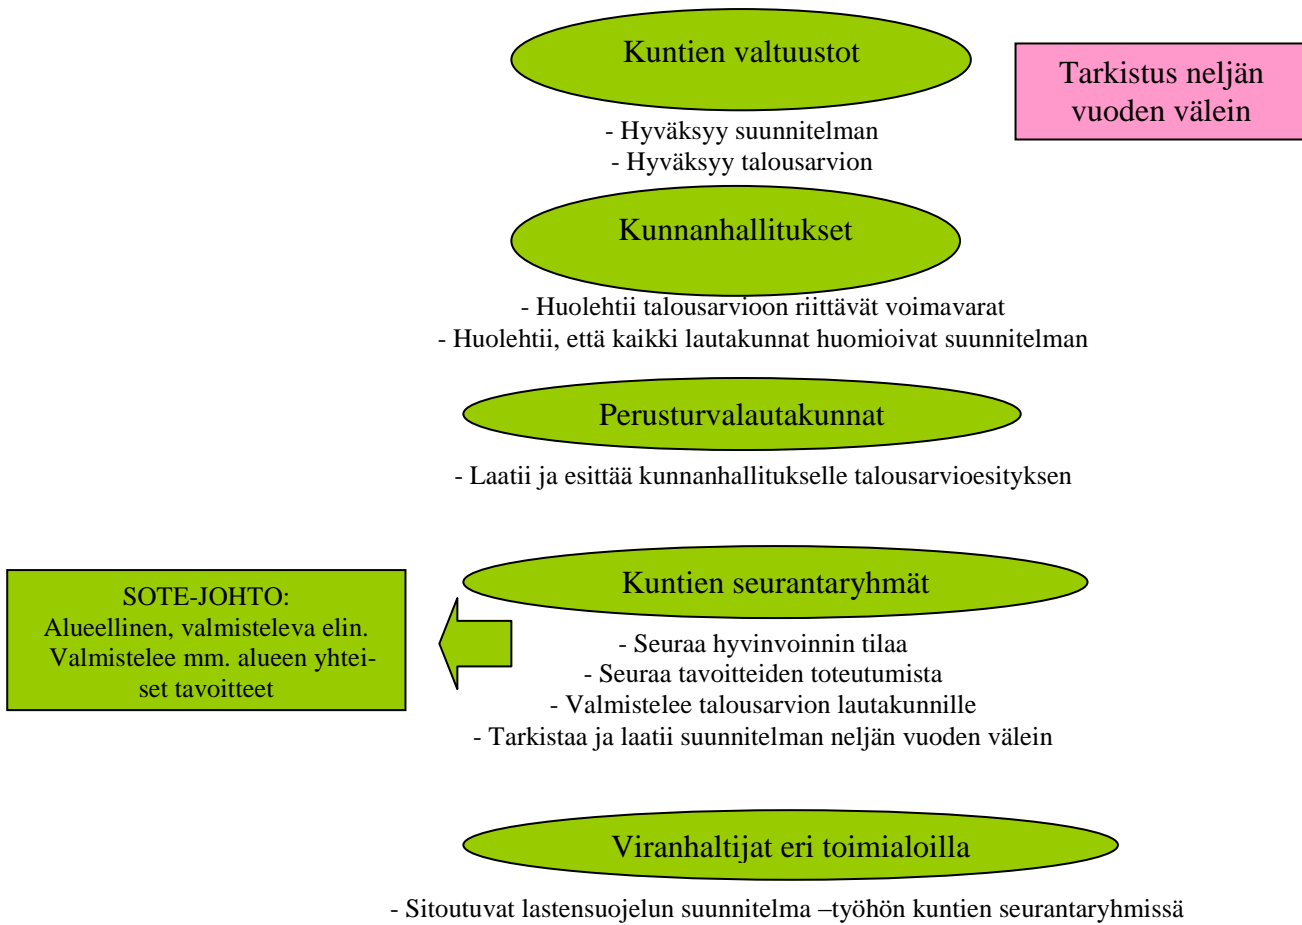 Kuntien valtuustot
Tarkistus neljän
vuoden välein
- Hyväksyy suunnitelman
- Hyväksyy talousarvion
Kunnanhallitukset
- Huolehtii talousarvioon riittävät voimavarat
- Huolehtii, että kaikki lautakunnat huomioivat suunnitelman
Perusturvalautakunnat
- Laatii ja esittää kunnanhallitukselle talousarvioesityksen
Kuntien seurantaryhmät
SOTE-JOHTO:
Alueellinen, valmisteleva elin.
Valmistelee mm. alueen yhtei-
set tavoitteet
- Seuraa hyvinvoinnin tilaa
- Seuraa tavoitteiden toteutumista
- Valmistelee talousarvion lautakunnille
- Tarkistaa ja laatii suunnitelman neljän vuoden välein
Viranhaltijat eri toimialoilla
- Sitoutuvat lastensuojelun suunnitelma –työhön kuntien seurantaryhmissä